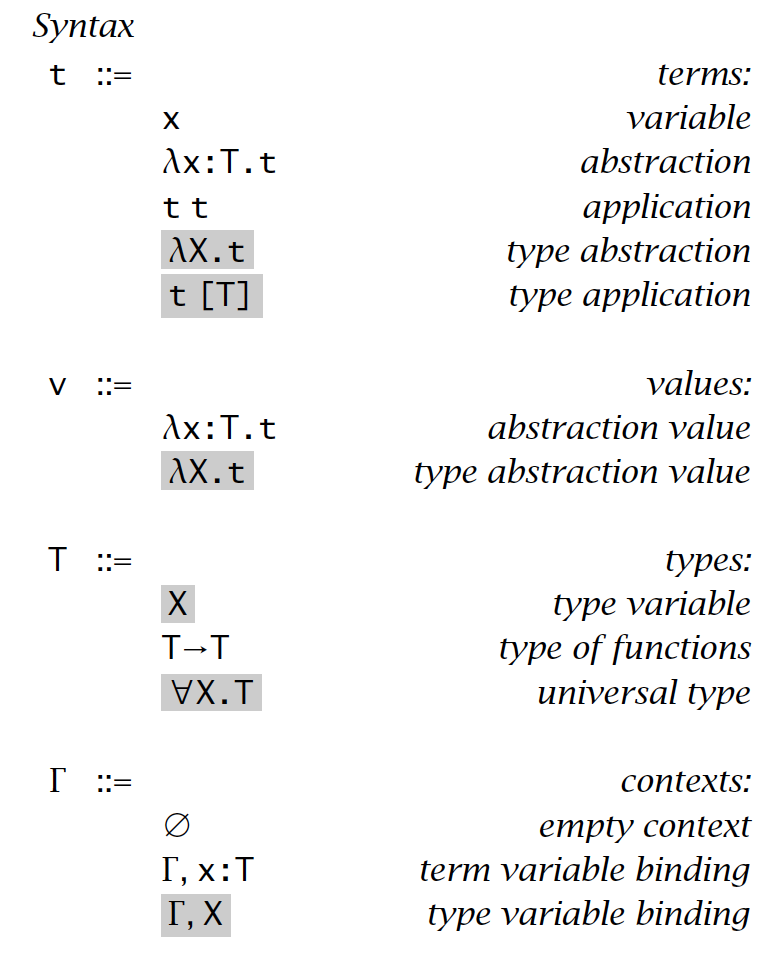 Syntax
t ::= terms:
x variable
λx:T.t abstraction
t t application
λX.t type abstraction
t [T] type application
v ::= values:
λx:T.t abstraction value
λX.t type abstraction value
T ::= types:
X type variable
T→T type of functions
∀X.T universal type
Γ ::= contexts:
∅ empty context
Γ, x:T term variable binding
Γ, X type variable binding